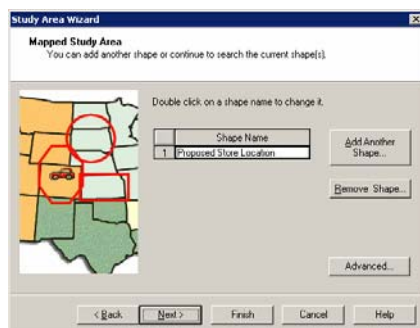 Study Area Wizard
Mapped Study Area
You can add another shape or continue to search the current shape(s).
Double click on a shape name to change it.
Shape Name
1 Proposed Store Location
Add Another
Shape...
Remove Shape...
Advanced...
< Back
Next >
Finish
Cancel
Help